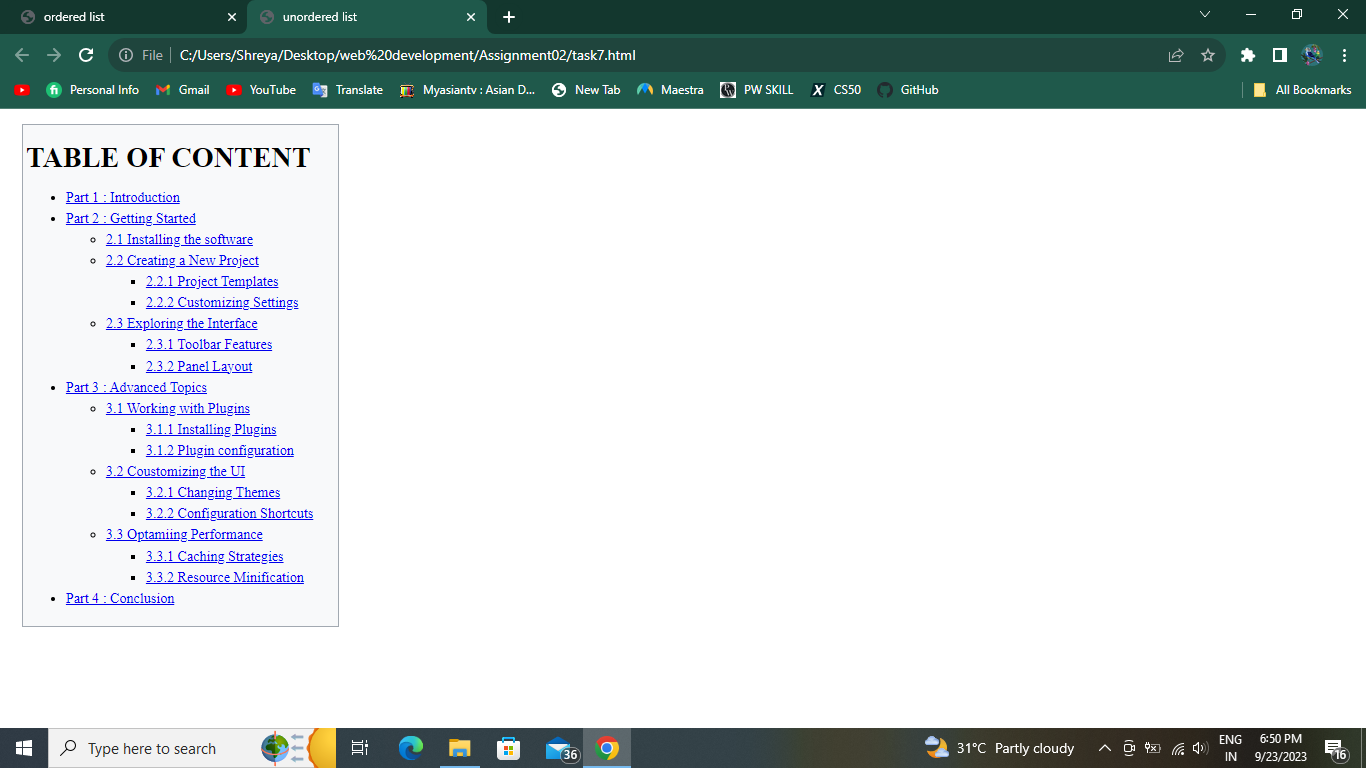 ordered list
unordered list
File C:/Users/Shreya/Desktop/web%20development/Assignment02/task7.html
Personal Info Gmail YouTube Translate Myasiantv : Asian D... New Tab Maestra PW SKILL X CS50 GitHub All Bookmarks
TABLE OF CONTENT
Part 1 : Introduction
Part 2 : Getting Started
2.1 Installing the software
2.2 Creating a New Project
2.2.1 Project Templates
2.2.2 Customizing Settings
2.3 Exploring the Interface
2.3.1 Toolbar Features
2.3.2 Panel Layout
Part 3 : Advanced Topics
3.1 Working with Plugins
3.1.1 Installing Plugins
3.1.2 Plugin configuration
3.2 Coustomizing the UI
3.2.1 Changing Themes
3.2.2 Configuration Shortcuts
3.3 Optamiing Performance
3.3.1 Caching Strategies
3.3.2 Resource Minification
Part 4 : Conclusion
Type here to search
36
31°C Partly cloudy
ENG
IN
6:50 PM
9/23/2023
16